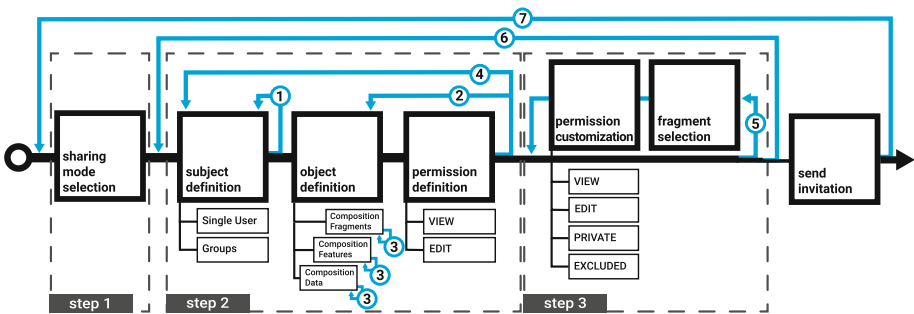 7
6
4
1
2
5
sharing
mode
selection
subject
definition
object
definition
permission
definition
permission
customization
fragment
selection
send
invitation
Single User
Groups
Composition
Fragments
3
Composition
Features
3
Composition
Data
3
VIEW
EDIT
VIEW
EDIT
PRIVATE
EXCLUDED
step 1
step 2
step 3